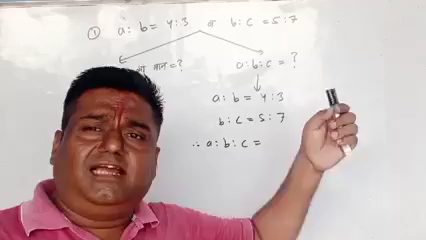 ① a:b = 4:3 व b:c = 5:7
मान = ? a:b:c = ?
a:b = 4:3
b:c = 5:7
∴ a:b:c =